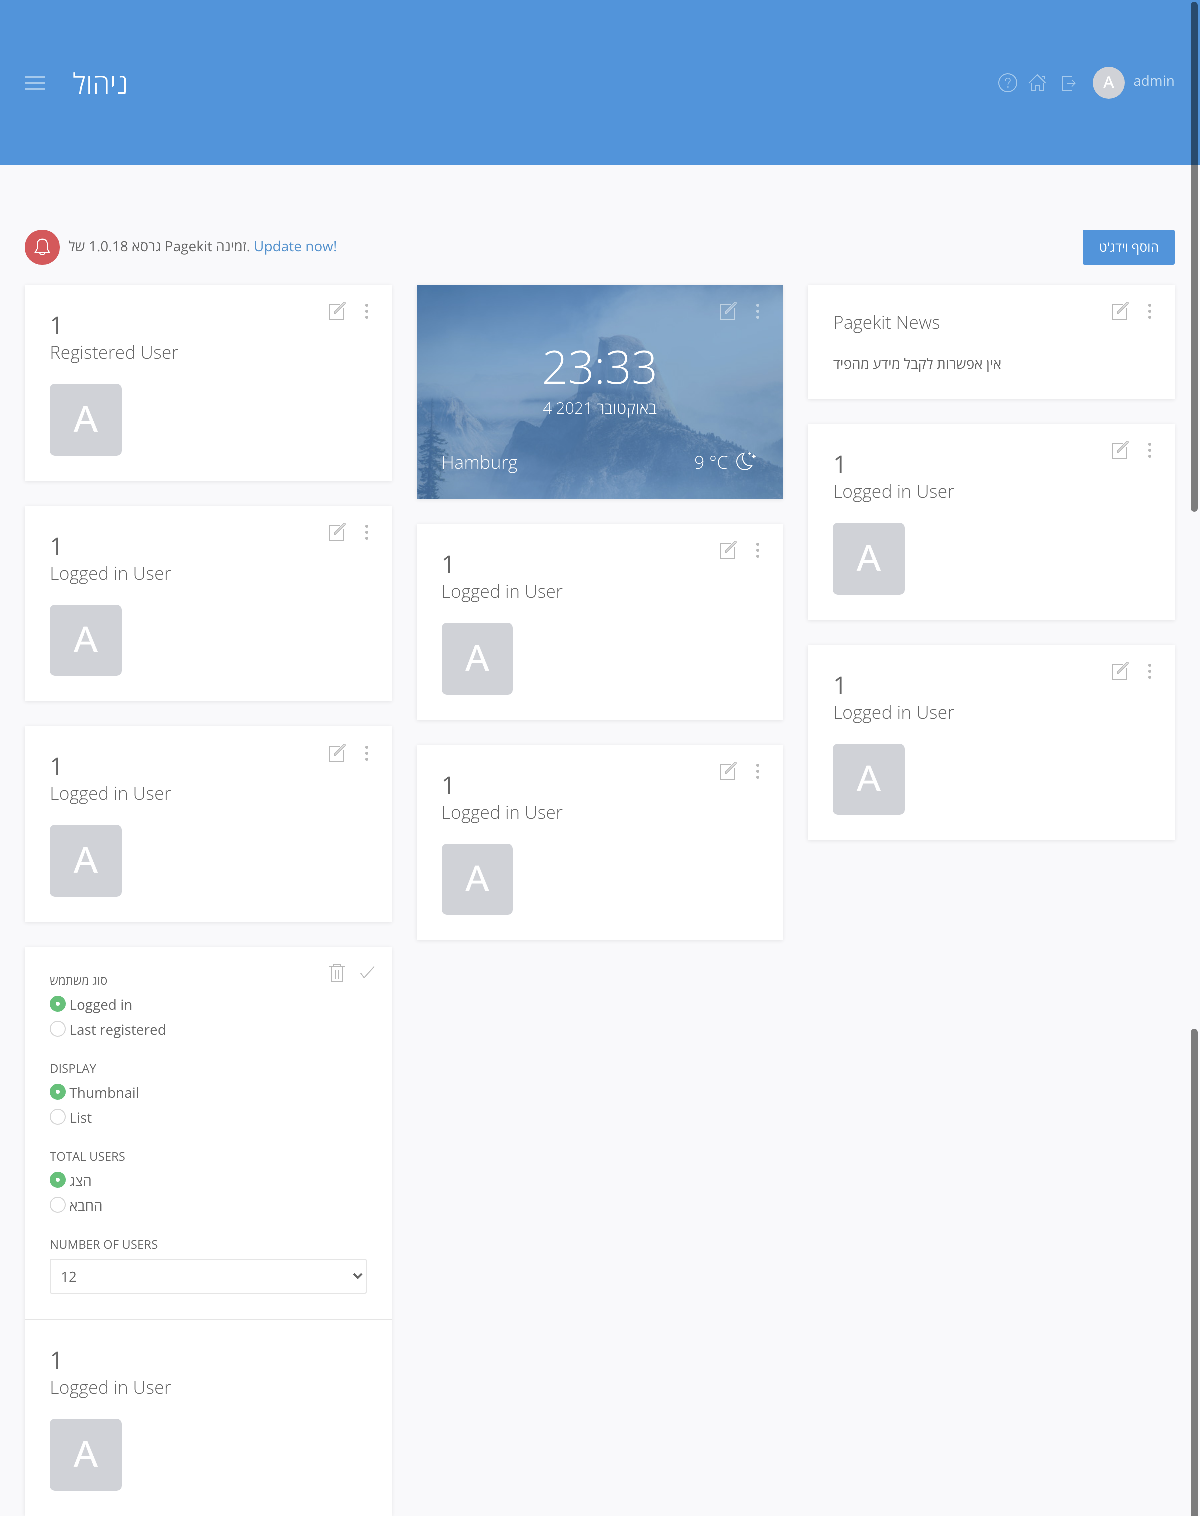 ניהול
A admin
של 1.0.18 גרסא Pagekit זמינה. Update now!
הוסף וידג'ט
1
Registered User
A
1
Logged in User
A
1
Logged in User
A
סוג משתמש
Logged in
Last registered
DISPLAY
Thumbnail
List
TOTAL USERS
הצג
החבא
NUMBER OF USERS
12
1
Logged in User
A
23:33
4 באוקטובר 2021
Hamburg 9 °C
1
Logged in User
A
1
Logged in User
A
Pagekit News
אין אפשרות לקבל מידע מהפיד
1
Logged in User
A
1
Logged in User
A